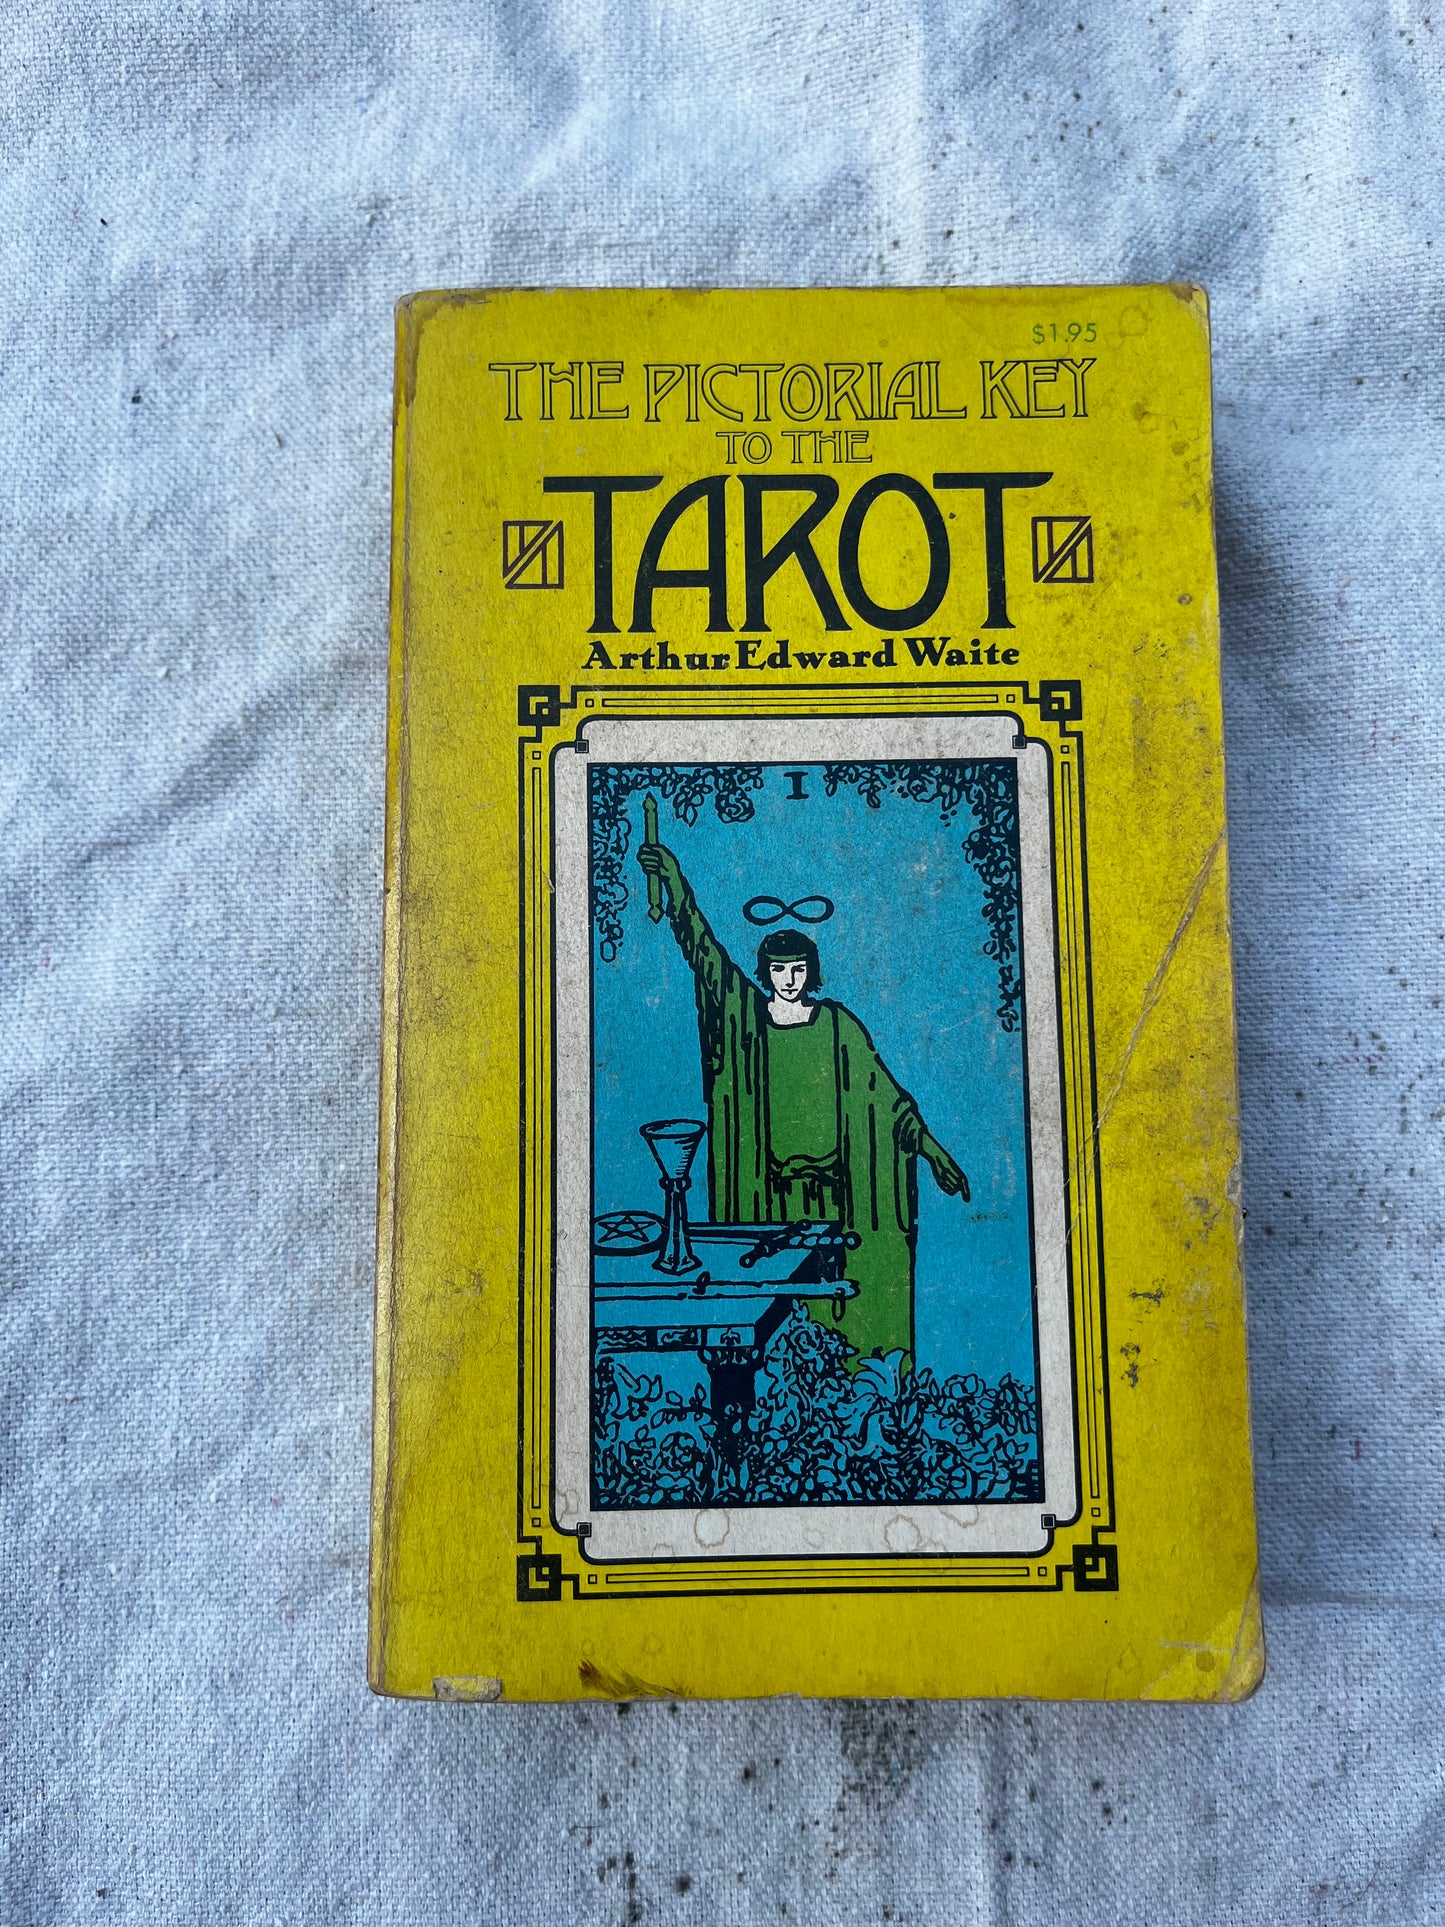 $1.95
THE PICTORIAL KEY
TO THE
TAROT
Arthur Edward Waite
I